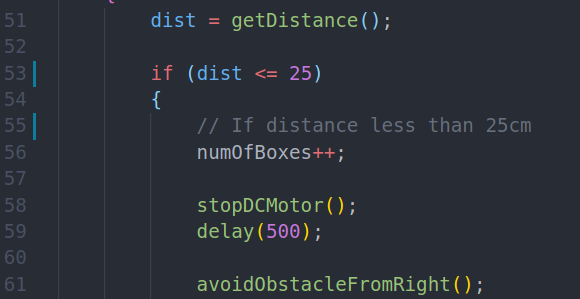 51 dist = getDistance();
52
53 if (dist <= 25)
54 {
55 // If distance less than 25cm
56 numOfBoxes++;
57
58 stopDCMotor();
59 delay(500);
60
61 avoidObstacleFromRight();